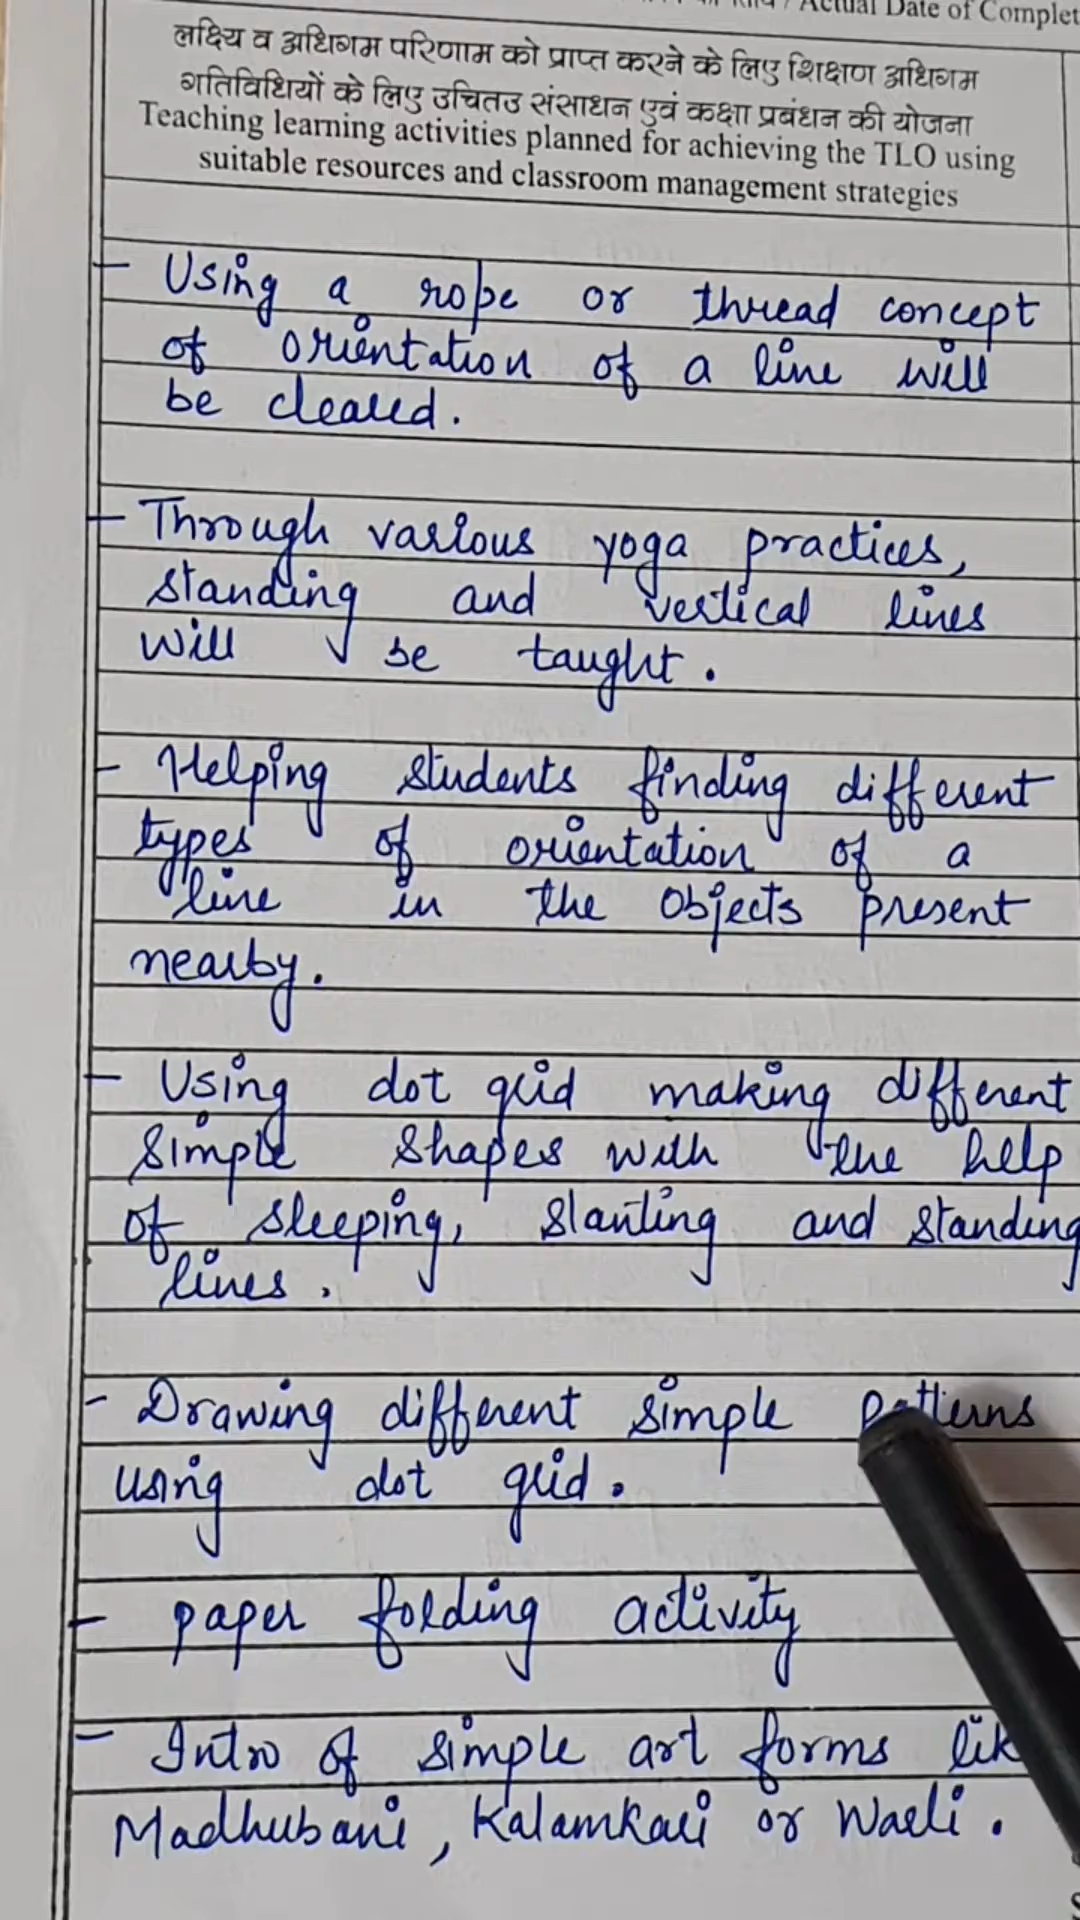 Actual Date of Complet
लक्ष्यि व अधिगम परिणाम को प्राप्त करने के लिए शिक्षण अधिगम
गतिविधियों के लिए उचितउ संसाधन एवं कक्षा प्रबंधन की योजना
Teaching learning activities planned for achieving the TLO using
suitable resources and classroom management strategies
- Using a rope or thread concept
of orientation of a line will
be cleared.
- Through various yoga practices,
standing and vertical lines
will be taught.
- Helping students finding different
types of orientation of a
line in the objects present
nearby.
- Using dot grid making different
simple shapes with the help
of sleeping, slanting and standing
lines.
- Drawing different simple patterns
using dot grid.
- paper folding activity
- Intro of simple art forms lik
Madhubani, Kalamkari or Warli.